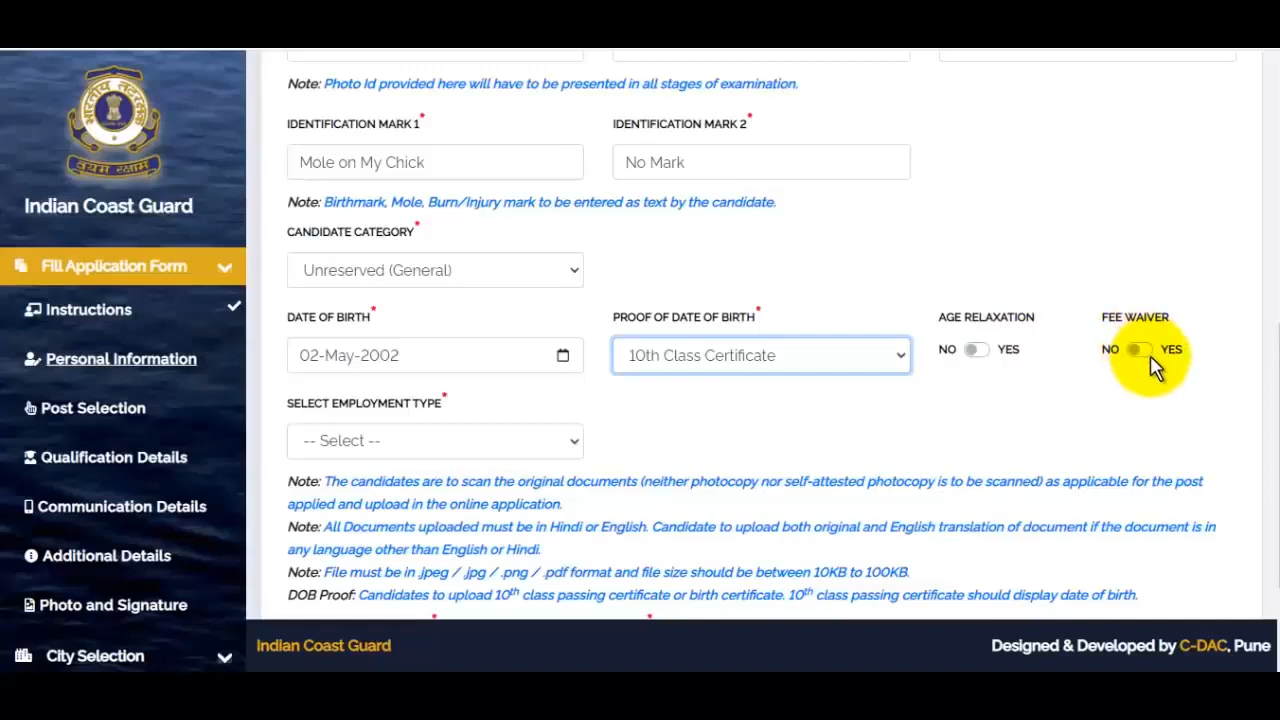 भारतीय तटरक्षक
वयम् रक्षामः
Indian Coast Guard
Fill Application Form
Instructions
Personal Information
Post Selection
Qualification Details
Communication Details
Additional Details
Photo and Signature
City Selection
Note: Photo Id provided here will have to be presented in all stages of examination.
IDENTIFICATION MARK 1* IDENTIFICATION MARK 2*
Mole on My Chick No Mark
Note: Birthmark, Mole, Burn/Injury mark to be entered as text by the candidate.
CANDIDATE CATEGORY*
Unreserved (General)
DATE OF BIRTH* PROOF OF DATE OF BIRTH* AGE RELAXATION FEE WAIVER
02-May-2002 10th Class Certificate NO YES NO YES
SELECT EMPLOYMENT TYPE*
-- Select --
Note: The candidates are to scan the original documents (neither photocopy nor self-attested photocopy is to be scanned) as applicable for the post
applied and upload in the online application.
Note: All Documents uploaded must be in Hindi or English. Candidate to upload both original and English translation of document if the document is in
any language other than English or Hindi.
Note: File must be in .jpeg / .jpg / .png / .pdf format and file size should be between 10KB to 100KB.
DOB Proof: Candidates to upload 10th class passing certificate or birth certificate. 10th class passing certificate should display date of birth.
* *
Indian Coast Guard Designed & Developed by C-DAC, Pune